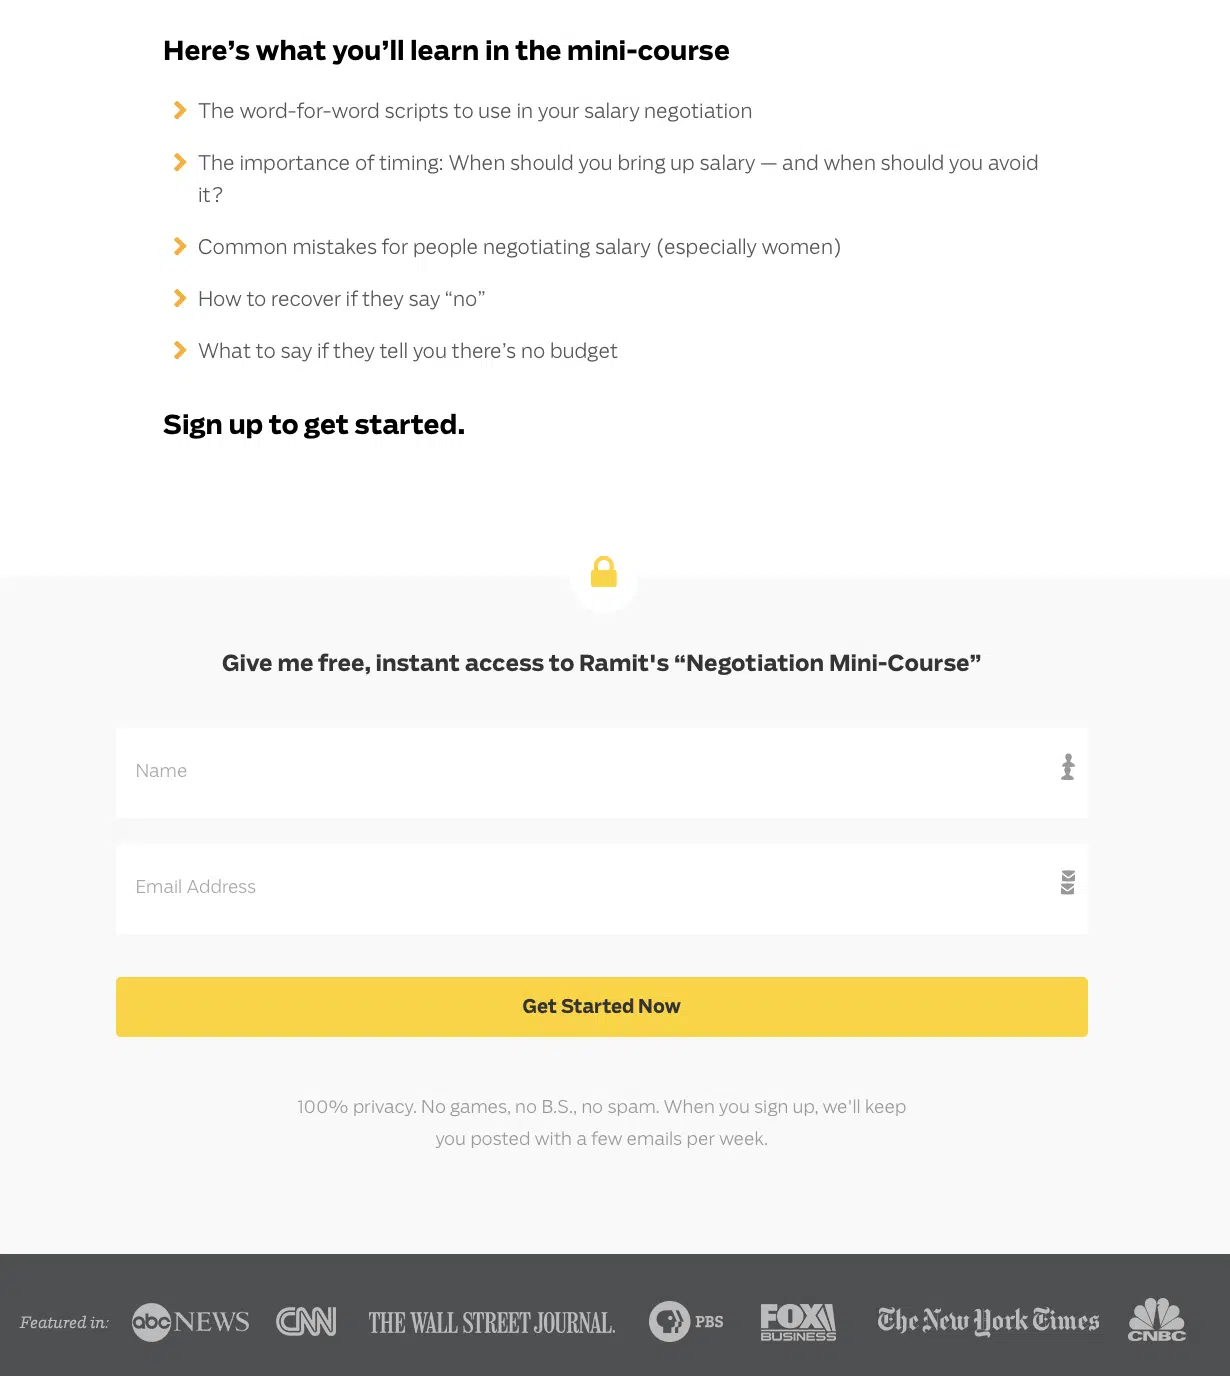 Here’s what you’ll learn in the mini-course
The word-for-word scripts to use in your salary negotiation
The importance of timing: When should you bring up salary — and when should you avoid
it?
Common mistakes for people negotiating salary (especially women)
How to recover if they say “no”
What to say if they tell you there’s no budget
Sign up to get started.
Give me free, instant access to Ramit's “Negotiation Mini-Course”
Name
Email Address
Get Started Now
100% privacy. No games, no B.S., no spam. When you sign up, we'll keep
you posted with a few emails per week.
Featured in: abc NEWS CNN THE WALL STREET JOURNAL. PBS FOX BUSINESS The New York Times CNBC